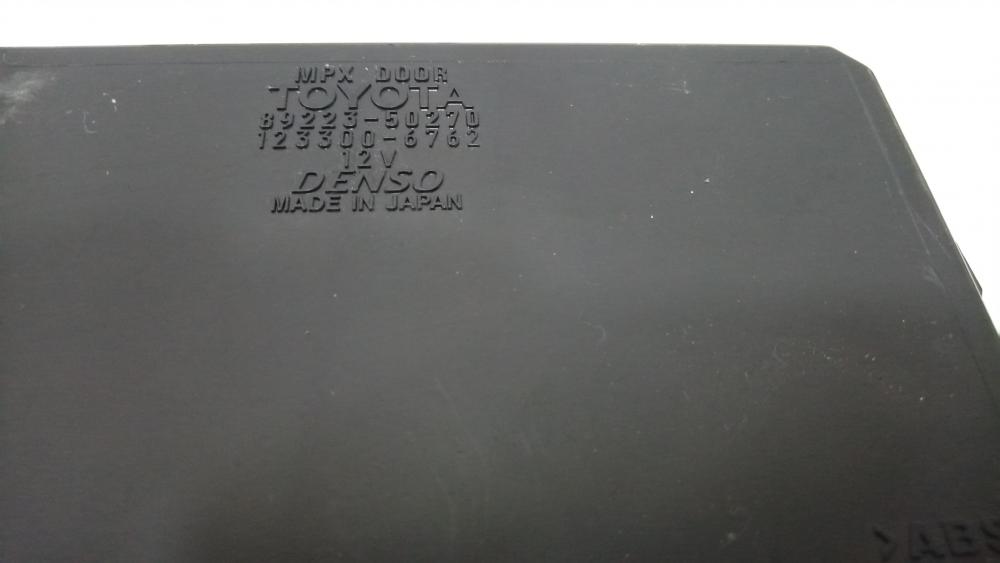 MPX DOOR
TOYOTA
89223-50270
123300-6762
12V
DENSO
MADE IN JAPAN
>ABS